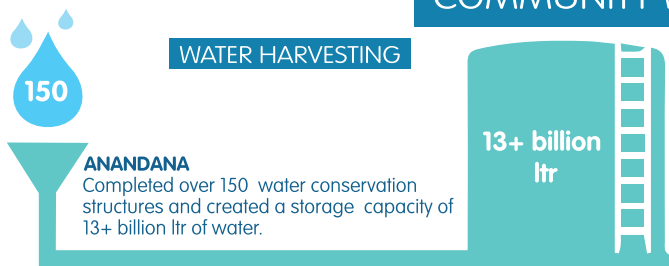 COMMUNITY
WATER HARVESTING
150
13+ billion
ltr
ANANDANA
Completed over 150 water conservation
structures and created a storage capacity of
13+ billion ltr of water.